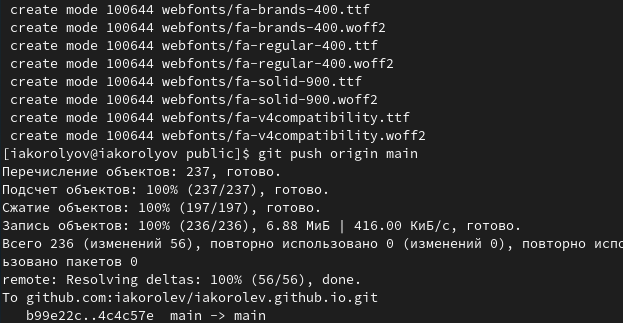 create mode 100644 webfonts/fa-brands-400.ttf
create mode 100644 webfonts/fa-brands-400.woff2
create mode 100644 webfonts/fa-regular-400.ttf
create mode 100644 webfonts/fa-regular-400.woff2
create mode 100644 webfonts/fa-solid-900.ttf
create mode 100644 webfonts/fa-solid-900.woff2
create mode 100644 webfonts/fa-v4compatibility.ttf
create mode 100644 webfonts/fa-v4compatibility.woff2
[iakorolyov@iakorolyov public]$ git push origin main
Перечисление объектов: 237, готово.
Подсчет объектов: 100% (237/237), готово.
Сжатие объектов: 100% (197/197), готово.
Запись объектов: 100% (236/236), 6.88 МиБ | 416.00 КиБ/с, готово.
Всего 236 (изменений 56), повторно использовано 0 (изменений 0), повторно испо
ьзовано пакетов 0
remote: Resolving deltas: 100% (56/56), done.
To github.com:iakorolev/iakorolev.github.io.git
b99e22c..4c4c57e  main -> main